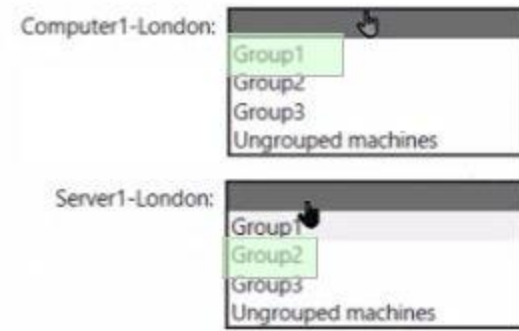 Computer1-London:
Group1
Group2
Group3
Ungrouped machines
Server1-London:
Group1
Group2
Group3
Ungrouped machines